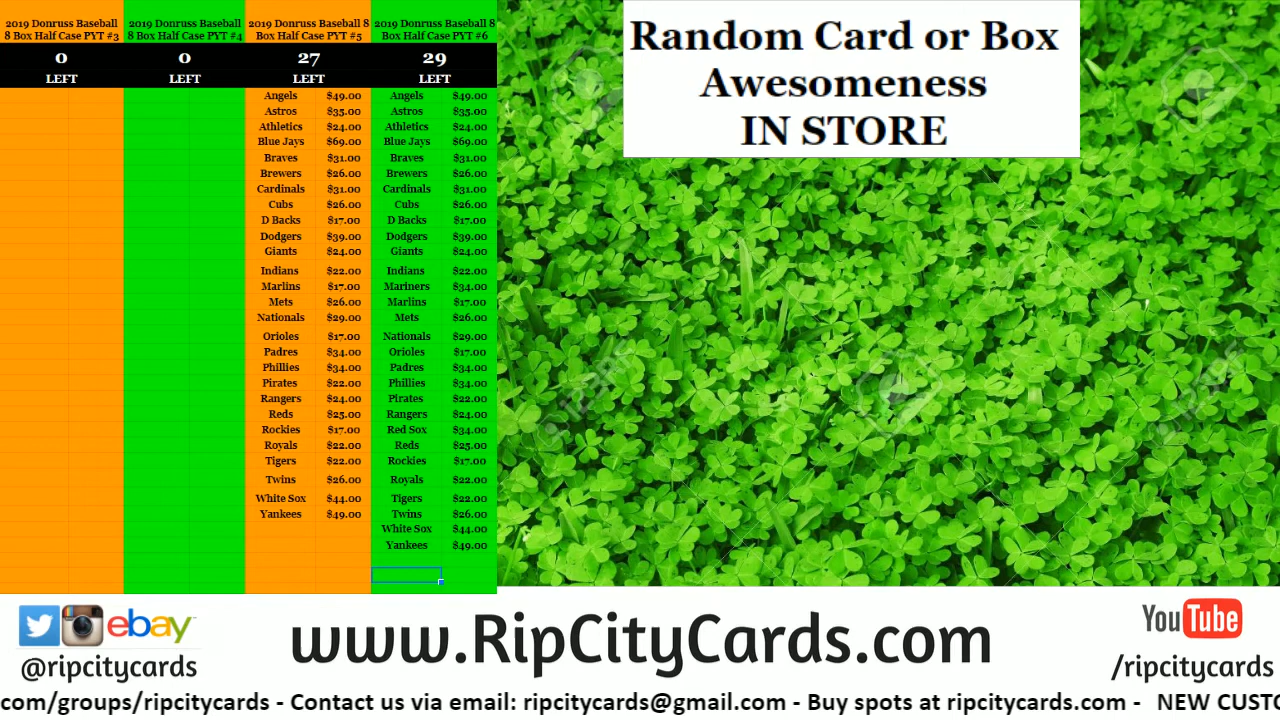 2019 Donruss Baseball
8 Box Half Case PYT #3
2019 Donruss Baseball
8 Box Half Case PYT #4
2019 Donruss Baseball 8
Box Half Case PYT #5
2019 Donruss Baseball 8
Box Half Case PYT #6
0 0 27 29
LEFT LEFT LEFT LEFT
Angels $49.00 Angels $49.00
Astros $35.00 Astros $35.00
Athletics $24.00 Athletics $24.00
Blue Jays $69.00 Blue Jays $69.00
Braves $31.00 Braves $31.00
Brewers $26.00 Brewers $26.00
Cardinals $31.00 Cardinals $31.00
Cubs $26.00 Cubs $26.00
D Backs $17.00 D Backs $17.00
Dodgers $39.00 Dodgers $39.00
Giants $24.00 Giants $24.00
Indians $22.00 Indians $22.00
Marlins $17.00 Mariners $34.00
Mets $26.00 Marlins $17.00
Nationals $29.00 Mets $26.00
Orioles $17.00 Nationals $29.00
Padres $34.00 Orioles $17.00
Phillies $34.00 Padres $34.00
Pirates $22.00 Phillies $34.00
Rangers $24.00 Pirates $22.00
Reds $25.00 Rangers $24.00
Rockies $17.00 Red Sox $34.00
Royals $22.00 Reds $25.00
Tigers $22.00 Rockies $17.00
Twins $26.00 Royals $22.00
White Sox $44.00 Tigers $22.00
Yankees $49.00 Twins $26.00
White Sox $44.00
Yankees $49.00
Random Card or Box
Awesomeness
IN STORE
123RF
ebay
@ripcitycards
www.RipCityCards.com
YouTube
/ripcitycards
com/groups/ripcitycards - Contact us via email: ripcitycards@gmail.com - Buy spots at ripcitycards.com - NEW CUSTO